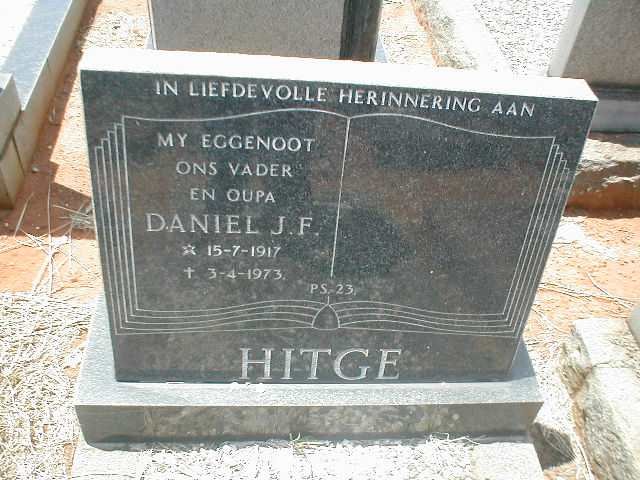 IN LIEFDEVOLLE HERINNERING AAN
MY EGGENOOT
ONS VADER
EN OUPA
DANIEL J.F.
☆ 15-7-1917
† 3-4-1973.
PS-23.
HITGE